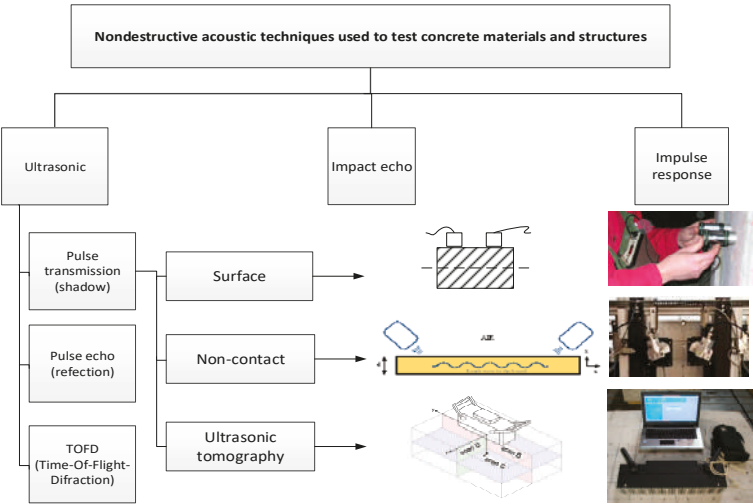 Nondestructive acoustic techniques used to test concrete materials and structures
Ultrasonic
Impact echo
Impulse
response
Pulse
transmission
(shadow)
Surface
Pulse echo
(refection)
Non-contact
AIR
TOFD
(Time-Of-Flight-
Difraction)
Ultrasonic
tomography